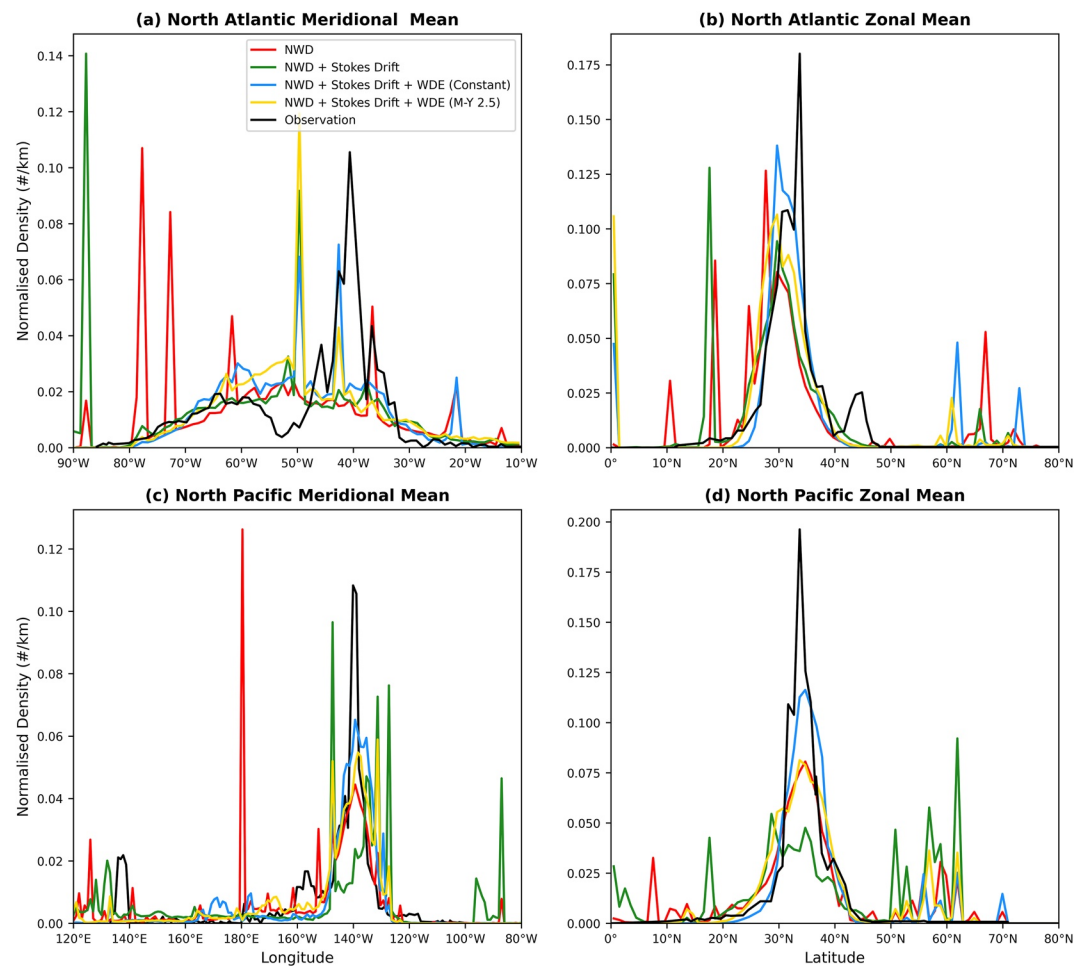 (a) North Atlantic Meridional  Mean
Normalised Density (#/km)
0.14
0.12
0.10
0.08
0.06
0.04
0.02
0.00
NWD
NWD + Stokes Drift
NWD + Stokes Drift + WDE (Constant)
NWD + Stokes Drift + WDE (M-Y 2.5)
Observation
90°W 80°W 70°W 60°W 50°W 40°W 30°W 20°W 10°W
(b) North Atlantic Zonal Mean
0.175
0.150
0.125
0.100
0.075
0.050
0.025
0.000
0° 10°N 20°N 30°N 40°N 50°N 60°N 70°N 80°N
(c) North Pacific Meridional Mean
Normalised Density (#/km)
0.12
0.10
0.08
0.06
0.04
0.02
0.00
120°E 140°E 160°E 180°E 160°W 140°W 120°W 100°W 80°W
Longitude
(d) North Pacific Zonal Mean
0.200
0.175
0.150
0.125
0.100
0.075
0.050
0.025
0.000
0° 10°N 20°N 30°N 40°N 50°N 60°N 70°N 80°N
Latitude